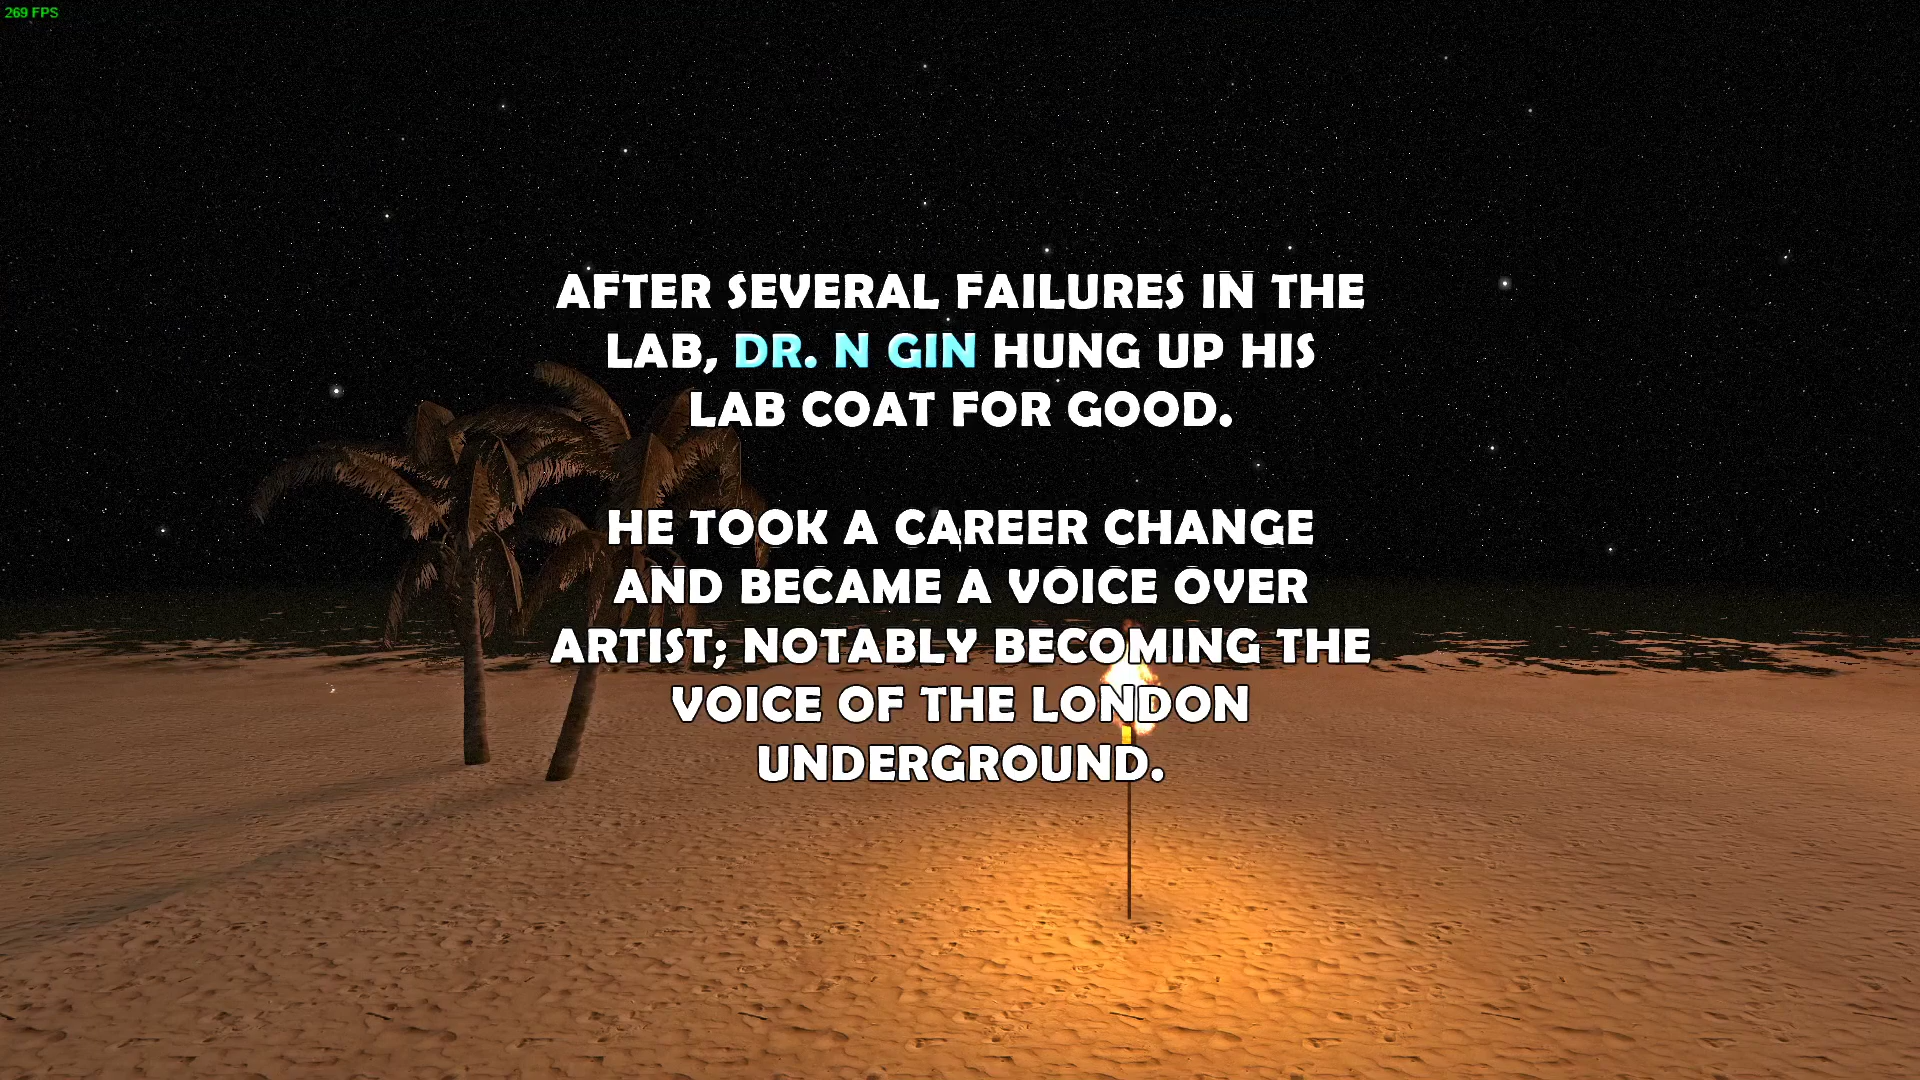 269 FPS
AFTER SEVERAL FAILURES IN THE
LAB, DR. N GIN HUNG UP HIS
LAB COAT FOR GOOD.
HE TOOK A CAREER CHANGE
AND BECAME A VOICE OVER
ARTIST; NOTABLY BECOMING THE
VOICE OF THE LONDON
UNDERGROUND.